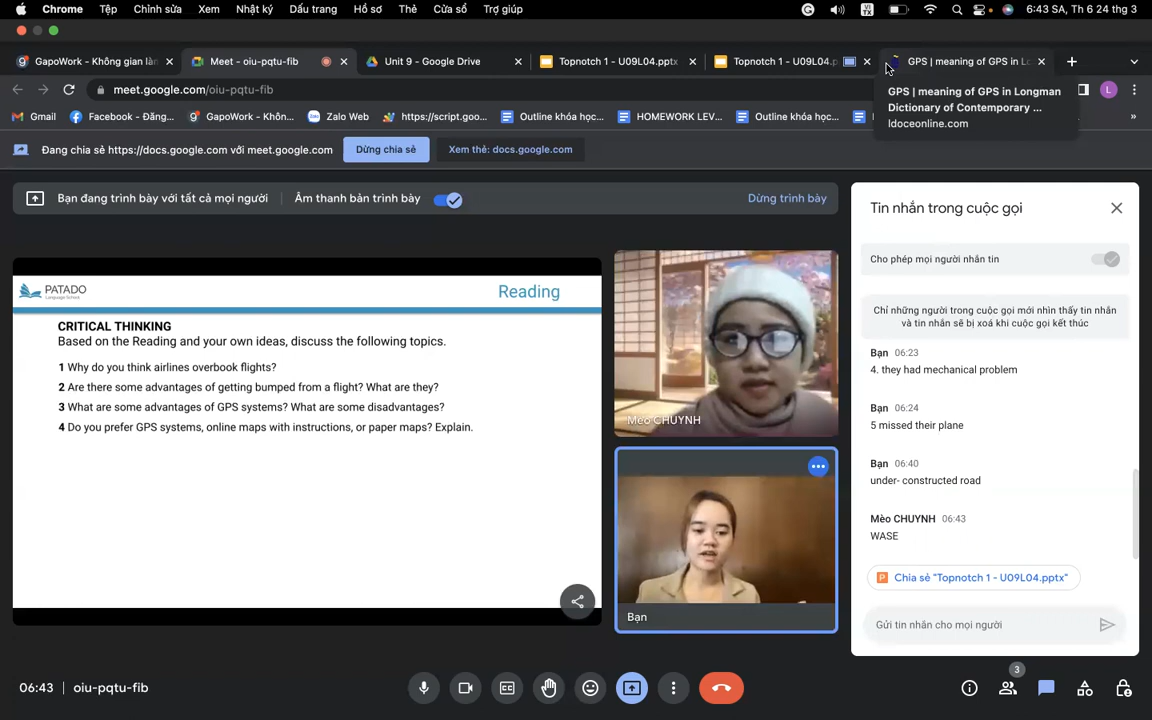 Chrome Tệp Chỉnh sửa Xem Nhật ký Dấu trang Hồ sơ Thẻ Cửa sổ Trợ giúp
VI TX 6:43 SA, Th 6 24 thg 3
GapoWork - Không gian làn
Meet - oiu-pqtu-fib
Unit 9 - Google Drive
Topnotch 1 - U09L04.pptx
Topnotch 1 - U09L04.p
GPS | meaning of GPS in Lo
meet.google.com/oiu-pqtu-fib
L
GPS | meaning of GPS in Longman
Dictionary of Contemporary ...
ldoceonline.com
Gmail
Facebook - Đăng...
GapoWork - Khôn...
Zalo Web
https://script.goo...
Outline khóa học...
HOMEWORK LEV...
Outline khóa học...
»
Đang chia sẻ https://docs.google.com với meet.google.com
Dừng chia sẻ
Xem thẻ: docs.google.com
Bạn đang trình bày với tất cả mọi người
Âm thanh bản trình bày
Dừng trình bày
PATADO
Language School
Reading
CRITICAL THINKING
Based on the Reading and your own ideas, discuss the following topics.
1 Why do you think airlines overbook flights?
2 Are there some advantages of getting bumped from a flight? What are they?
3 What are some advantages of GPS systems? What are some disadvantages?
4 Do you prefer GPS systems, online maps with instructions, or paper maps? Explain.
Mèo CHUYNH
Bạn
Tin nhắn trong cuộc gọi
Cho phép mọi người nhắn tin
Chỉ những người trong cuộc gọi mới nhìn thấy tin nhắn
và tin nhắn sẽ bị xoá khi cuộc gọi kết thúc
Bạn 06:23
4. they had mechanical problem
Bạn 06:24
5 missed their plane
Bạn 06:40
under- constructed road
Mèo CHUYNH 06:43
WASE
Chia sẻ "Topnotch 1 - U09L04.pptx"
Gửi tin nhắn cho mọi người
06:43 | oiu-pqtu-fib
3